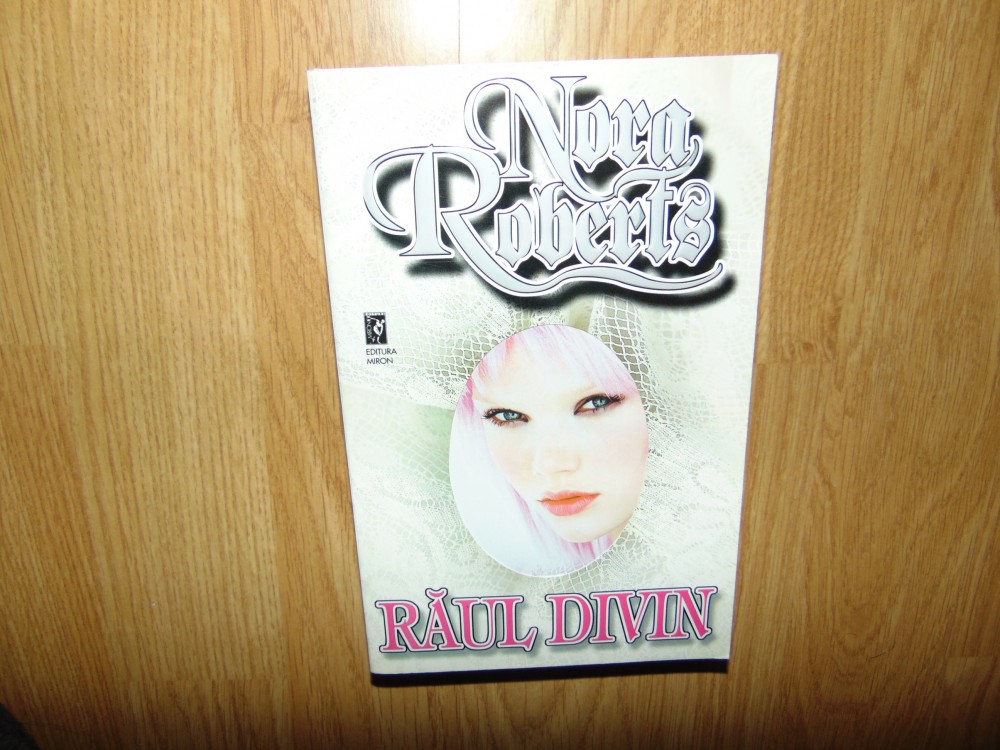 Nora
Roberts
EDITURA
MIRON
RĂUL DIVIN